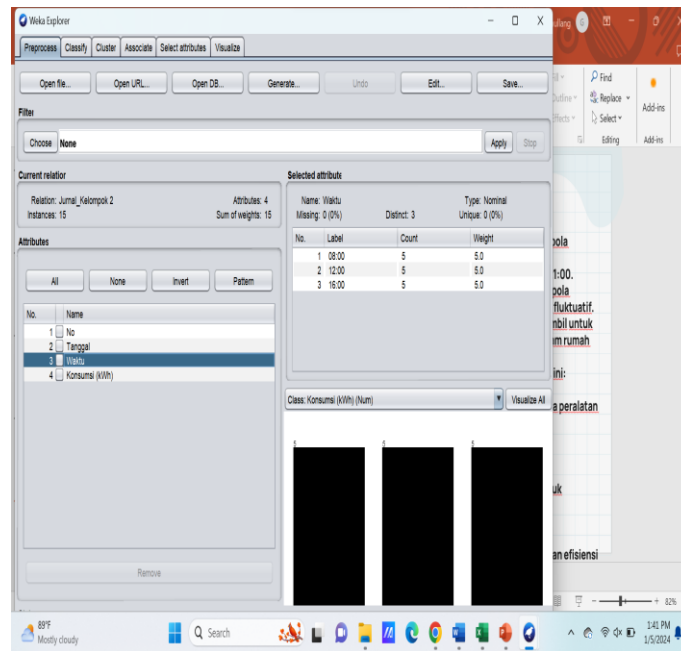 Weka Explorer
Preprocess Classify Cluster Associate Select attributes Visualize
Open file... Open URL... Open DB... Generate... Undo Edit... Save...
Filter
Choose None Apply Stop
Current relation
Relation: Jurnal_Kelompok 2 Attributes: 4
Instances: 15 Sum of weights: 15
Attributes
All None Invert Pattern
No. Name
1 No
2 Tanggal
3 Waktu
4 Konsumsi (kWh)
Remove
Selected attribute
Name: Waktu Type: Nominal
Missing: 0 (0%) Distinct: 3 Unique: 0 (0%)
No. Label Count Weight
1 08:00 5 5.0
2 12:00 5 5.0
3 16:00 5 5.0
Class: Konsumsi (kWh) (Num) Visualize All
5 5 5
Find
Replace
Select
Editing
Add-ins
Add-ins
pola
1:00.
pola
fluktuatif.
mbil untuk
am rumah
ini:
a peralatan
uk
an efisiensi
82%
89°F
Mostly cloudy
Search
1:41 PM
1/5/2024